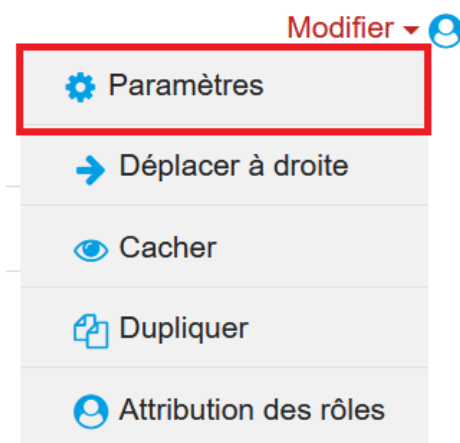 Modifier
Paramètres
Déplacer à droite
Cacher
Dupliquer
Attribution des rôles